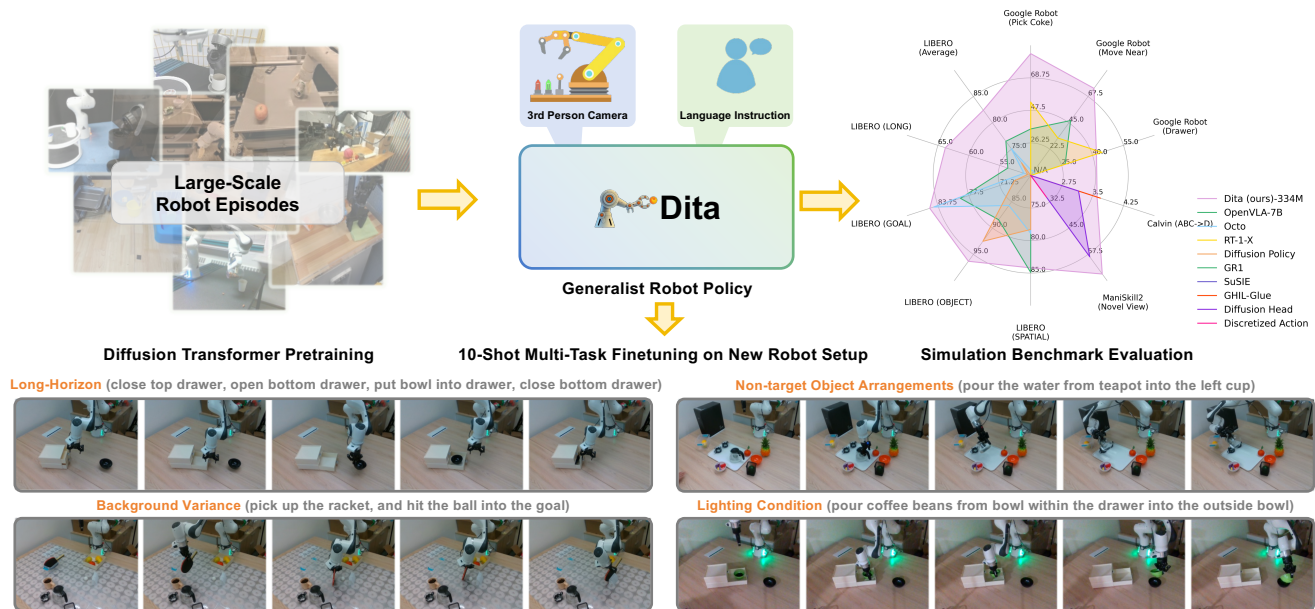 Large-Scale
Robot Episodes
3rd Person Camera
Language Instruction
Dita
Generalist Robot Policy
Google Robot
(Pick Coke)
LIBERO
(Average)
Google Robot
(Move Near)
68.75
67.5
85.0
47.5
80.0
45.0
Google Robot
(Drawer)
LIBERO (LONG)
65.0
60.0
55.0
75.0
26.25
22.5
40.0
55.0
25.0
N/A
77.5
71.25
2.75
3.5
4.25
83.75
85.0
75.0
32.5
LIBERO (GOAL)
Calvin (ABC->D)
90.0
80.0
45.0
95.0
85.0
57.5
LIBERO (OBJECT)
ManiSkill2
(Novel View)
LIBERO
(SPATIAL)
Dita (ours)-334M
OpenVLA-7B
Octo
RT-1-X
Diffusion Policy
GR1
SuSIE
GHIL-Glue
Diffusion Head
Discretized Action
Diffusion Transformer Pretraining
10-Shot Multi-Task Finetuning on New Robot Setup
Simulation Benchmark Evaluation
Long-Horizon (close top drawer, open bottom drawer, put bowl into drawer, close bottom drawer)
Non-target Object Arrangements (pour the water from teapot into the left cup)
Background Variance (pick up the racket, and hit the ball into the goal)
Lighting Condition (pour coffee beans from bowl within the drawer into the outside bowl)